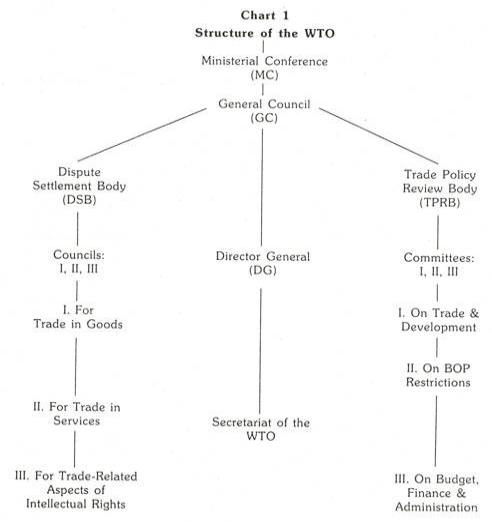 Chart 1
Structure of the WTO
Ministerial Conference
(MC)
General Council
(GC)
Dispute
Settlement Body
(DSB)
Councils:
I, II, III
I. For
Trade in Goods
II. For Trade in
Services
III. For Trade-Related
Aspects of
Intellectual Rights
Director General
(DG)
Secretariat of the
WTO
Trade Policy
Review Body
(TPRB)
Committees:
I, II, III
I. On Trade &
Development
II. On BOP
Restrictions
III. On Budget,
Finance &
Administration